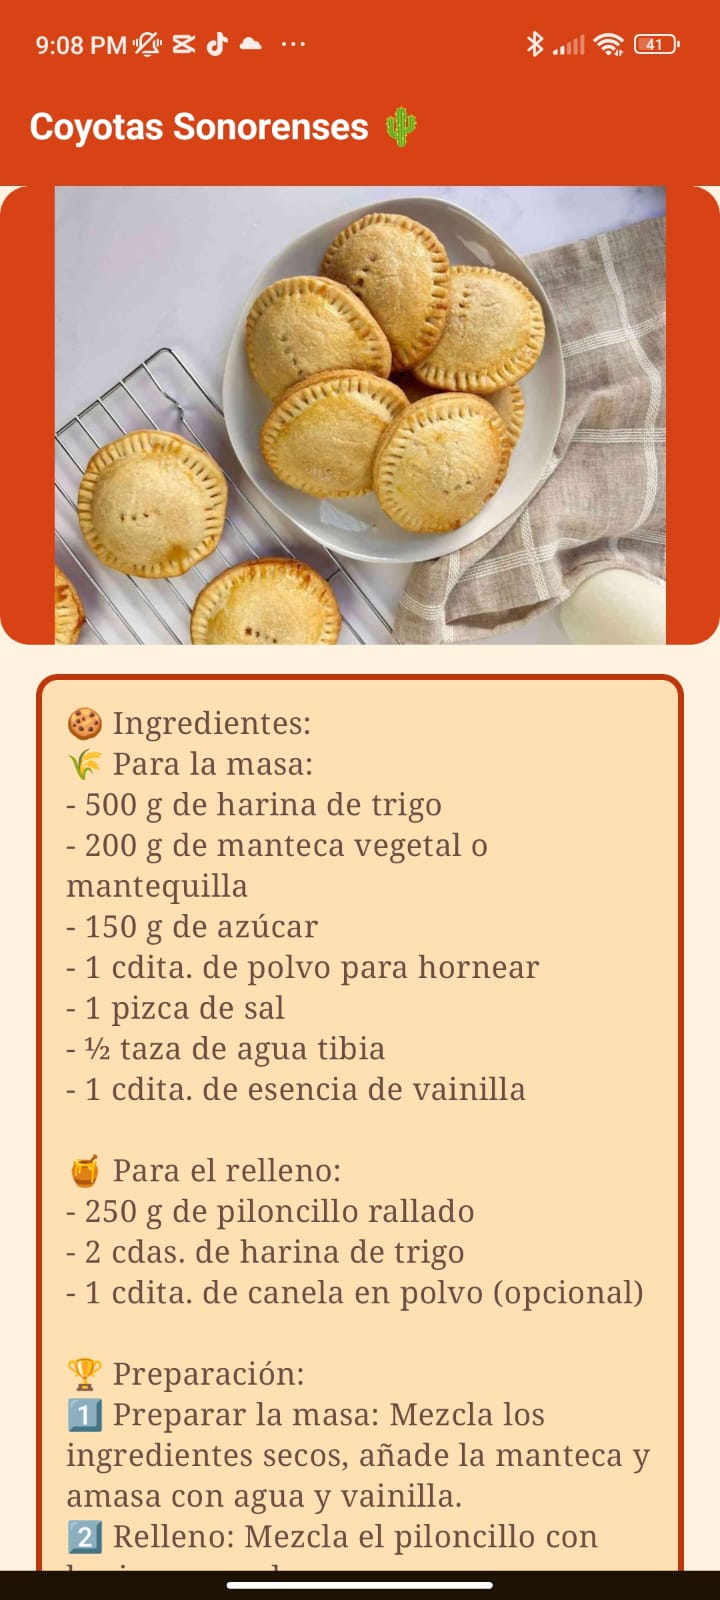 9:08 PM
41
Coyotas Sonorenses 🌵
🍪 Ingredientes:
🌾 Para la masa:
- 500 g de harina de trigo
- 200 g de manteca vegetal o
mantequilla
- 150 g de azúcar
- 1 cdita. de polvo para hornear
- 1 pizca de sal
- ½ taza de agua tibia
- 1 cdita. de esencia de vainilla
🍯 Para el relleno:
- 250 g de piloncillo rallado
- 2 cdas. de harina de trigo
- 1 cdita. de canela en polvo (opcional)
🏆 Preparación:
1️⃣ Preparar la masa: Mezcla los
ingredientes secos, añade la manteca y
amasa con agua y vainilla.
2️⃣ Relleno: Mezcla el piloncillo con